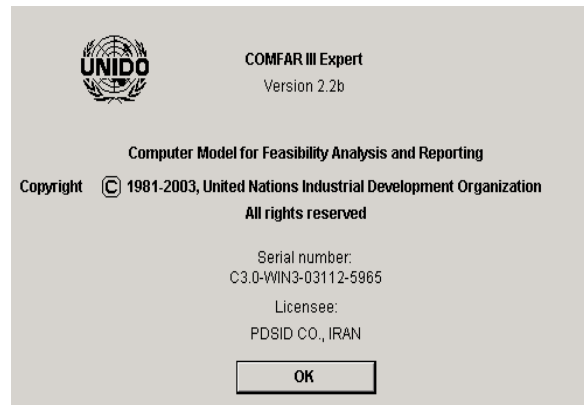 UNIDO
COMFAR III Expert
Version 2.2b
Computer Model for Feasibility Analysis and Reporting
Copyright © 1981-2003, United Nations Industrial Development Organization
All rights reserved
Serial number:
C3.0-WIN3-03112-5965
Licensee:
PDSID CO., IRAN
OK